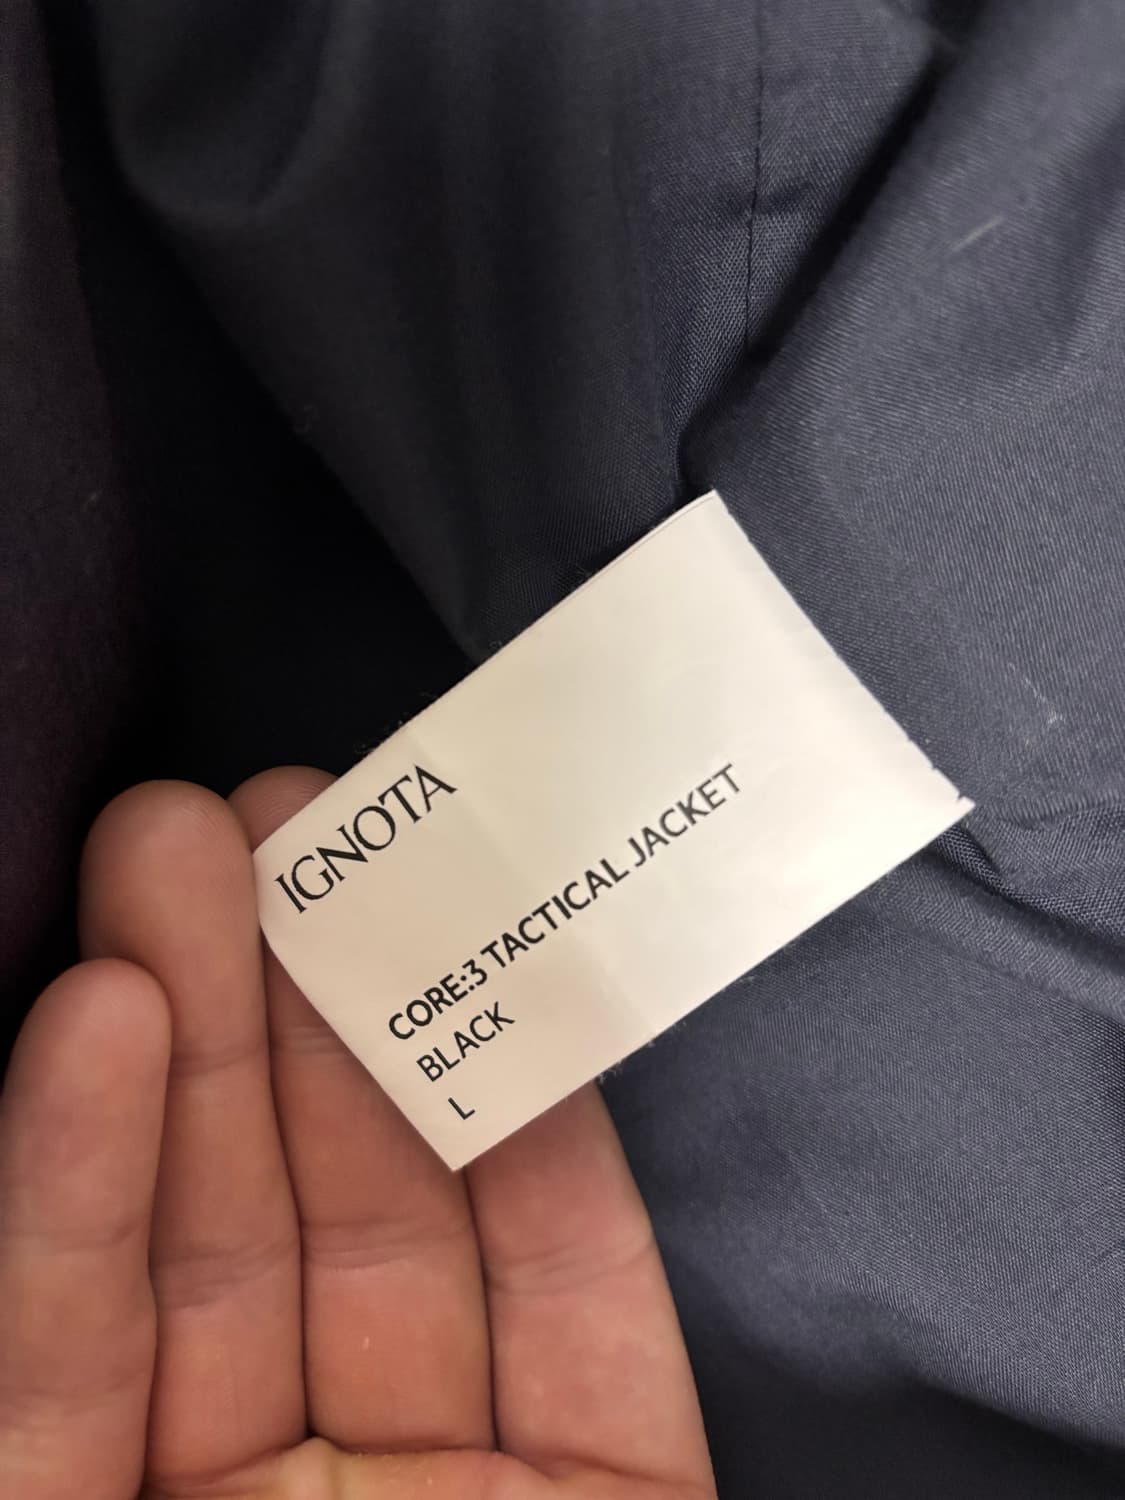 IGNOTA
CORE:3 TACTICAL JACKET
BLACK
L